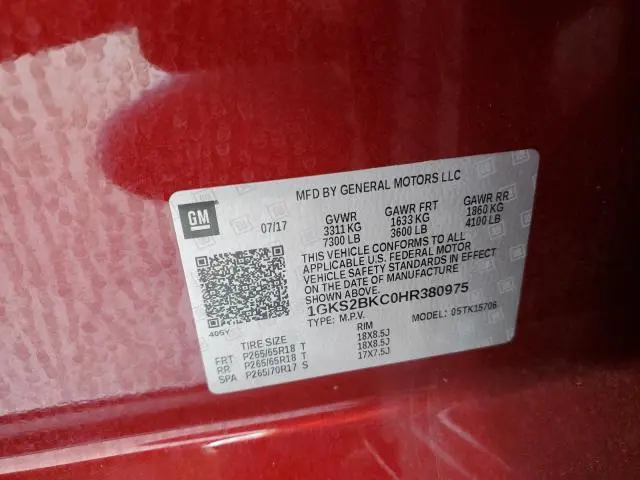 MFD BY GENERAL MOTORS LLC
GM
07/17
GVWR GAWR FRT GAWR RR
3311 KG 1633 KG 1860 KG
7300 LB 3600 LB 4100 LB
THIS VEHICLE CONFORMS TO ALL
APPLICABLE U.S. FEDERAL MOTOR
VEHICLE SAFETY STANDARDS IN EFFECT
ON THE DATE OF MANUFACTURE
1GKS2BKC0HR380975
TYPE: M.P.V. MODEL: 05TK15706
405Y
TIRE SIZE RIM
FRT P265/65R18 T 18X8.5J
RR P265/65R18 T 18X8.5J
SPA P265/70R17 S 17X7.5J